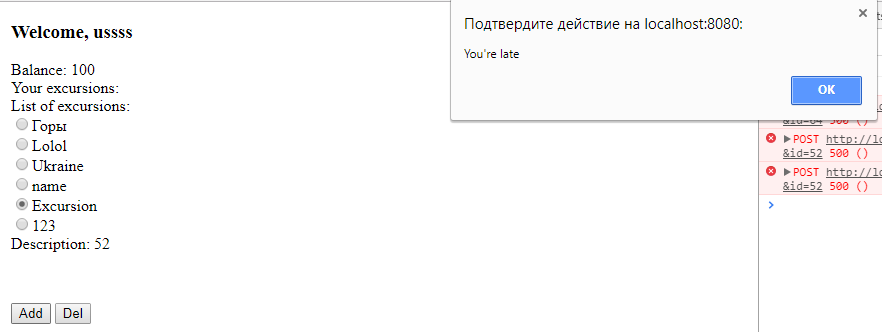 Welcome, ussss
Balance: 100
Your excursions:
List of excursions:
Горы
Lolol
Ukraine
name
Excursion
123
Description: 52
Add Del
Подтвердите действие на localhost:8080:
You're late
OK
&id=64 500 ()
POST http://lo
&id=52 500 ()
POST http://lo
&id=52 500 ()